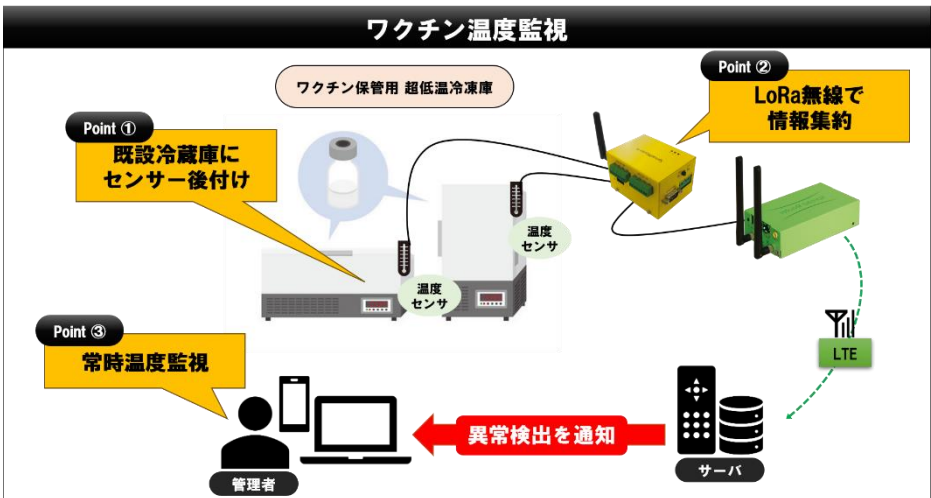 ワクチン温度監視
ワクチン保管用 超低温冷凍庫
Point ①
既設冷蔵庫に
センサー後付け
Point ②
LoRa無線で
情報集約
温度
センサ
温度
センサ
Point ③
常時温度監視
LTE
異常検出を通知
管理者
サーバ